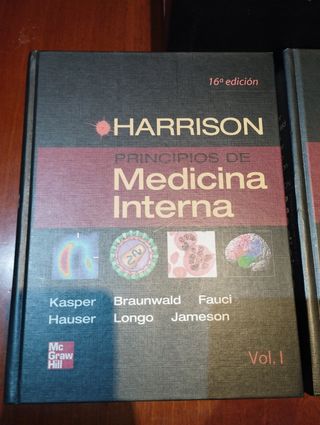 16ª edición
HARRISON
PRINCIPIOS DE
Medicina
Interna
Kasper Braunwald Fauci
Hauser Longo Jameson
Mc
Graw
Hill
Vol. I